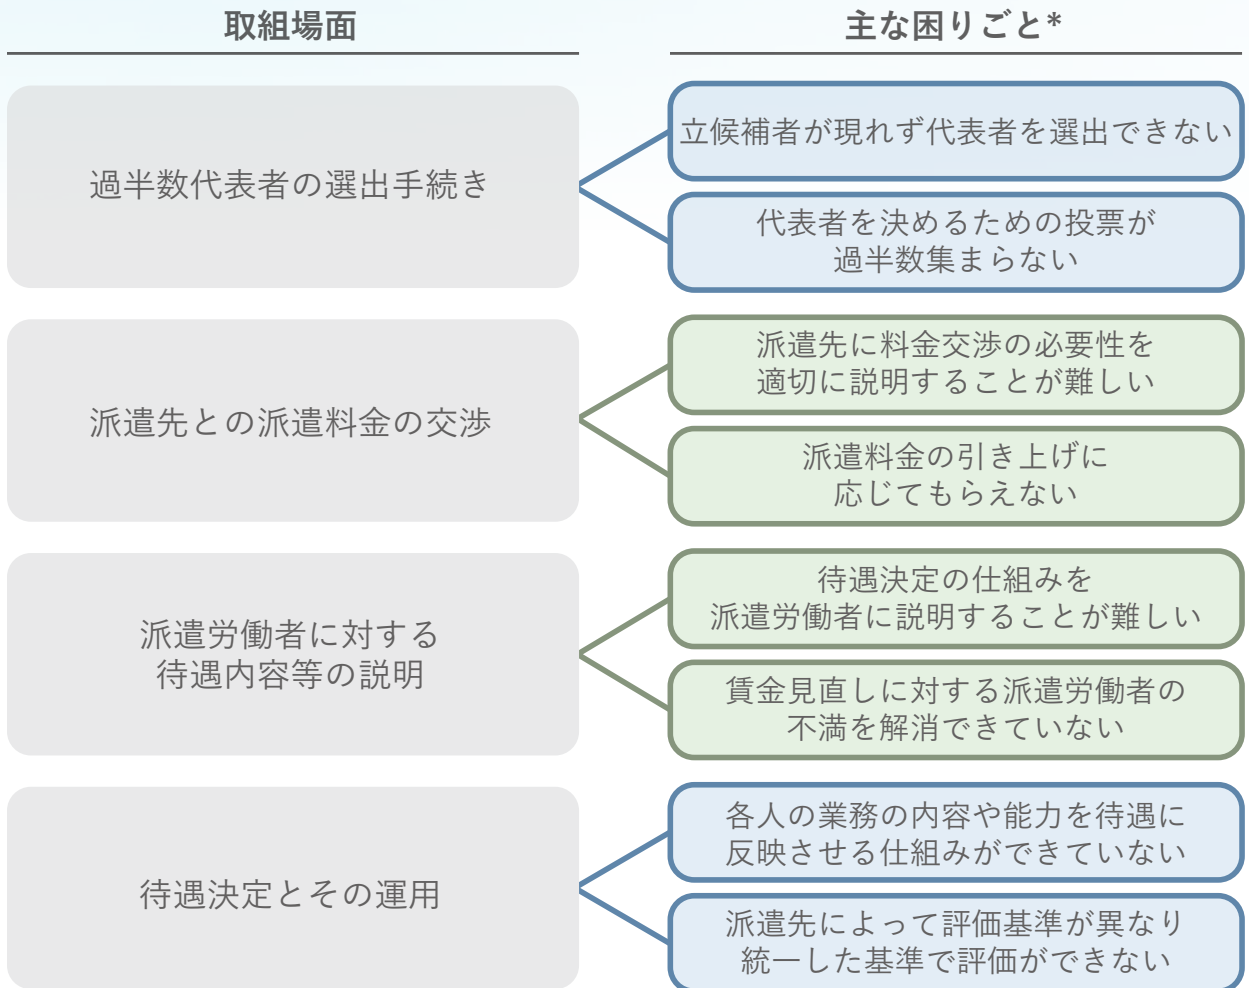 取組場面
主な困りごと*
過半数代表者の選出手続き
立候補者が現れず代表者を選出できない
代表者を決めるための投票が
過半数集まらない
派遣先との派遣料金の交渉
派遣先に料金交渉の必要性を
適切に説明することが難しい
派遣料金の引き上げに
応じてもらえない
派遣労働者に対する
待遇内容等の説明
待遇決定の仕組みを
派遣労働者に説明することが難しい
賃金見直しに対する派遣労働者の
不満を解消できていない
待遇決定とその運用
各人の業務の内容や能力を待遇に
反映させる仕組みができていない
派遣先によって評価基準が異なり
統一した基準で評価ができない